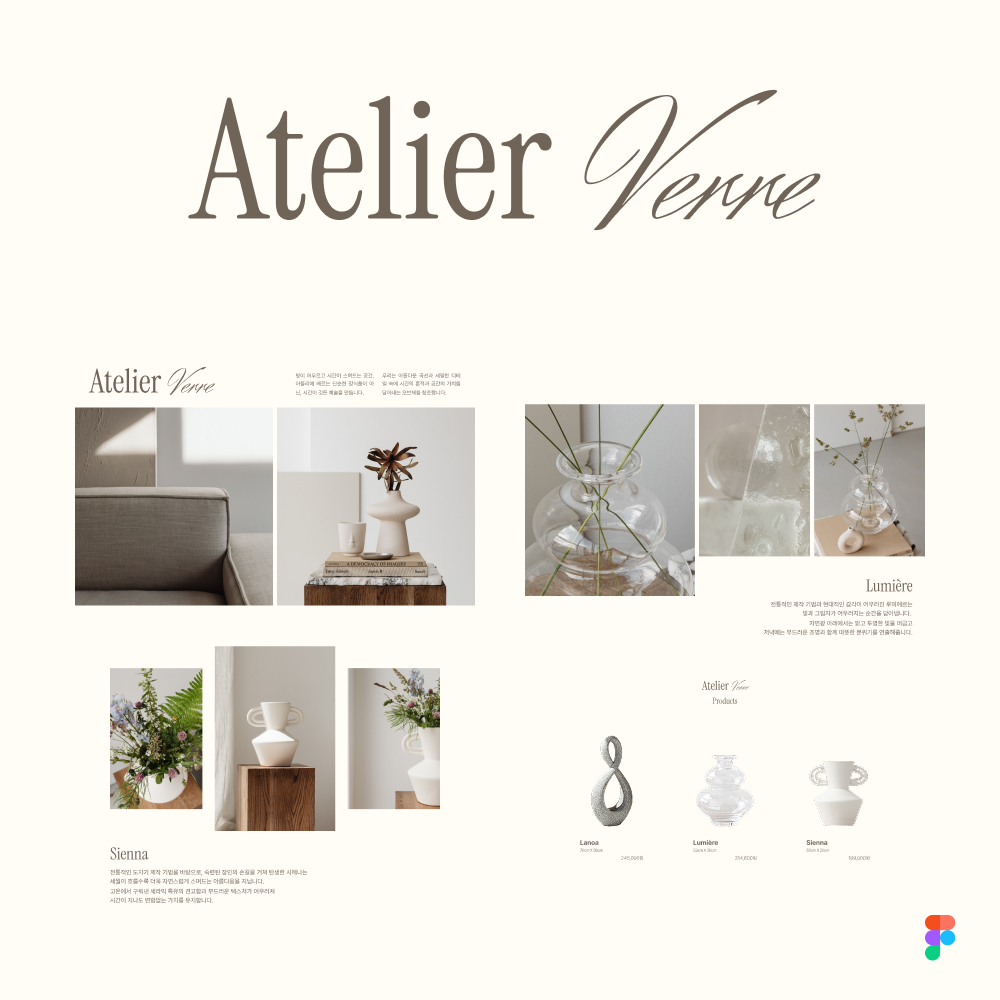 Atelier Verre
Atelier Verre
빛이 머무르고 시간이 스며드는 공간,
아틀리에 베르는 단순한 장식품이 아
닌, 시간이 깃든 예술을 만듭니다.
우리는 아름다운 곡선과 세밀한 디테
일 속에 시간의 흔적과 공간의 가치를
담아내는 오브제를 창조합니다.
A DEMOCRACY OF IMAGES
Lumière
전통적인 제작 기법과 현대적인 감각이 어우러진 루미에르는
빛과 그림자가 어우러지는 순간을 담아냅니다.
자연광 아래에서는 맑고 투명한 빛을 머금고
저녁에는 부드러운 조명과 함께 따뜻한 분위기를 연출해줍니다.
Sienna
전통적인 도자기 제작 기법을 바탕으로, 숙련된 장인의 손길을 거쳐 탄생한 시에나는
세월이 흐를수록 더욱 자연스럽게 스며드는 아름다움을 지닙니다.
고온에서 구워낸 세라믹 특유의 견고함과 부드러운 텍스처가 어우러져
시간이 지나도 변함없는 가치를 유지합니다.
Atelier Verre
Products
Lanoa
245,000원
Lumière
314,800원
Sienna